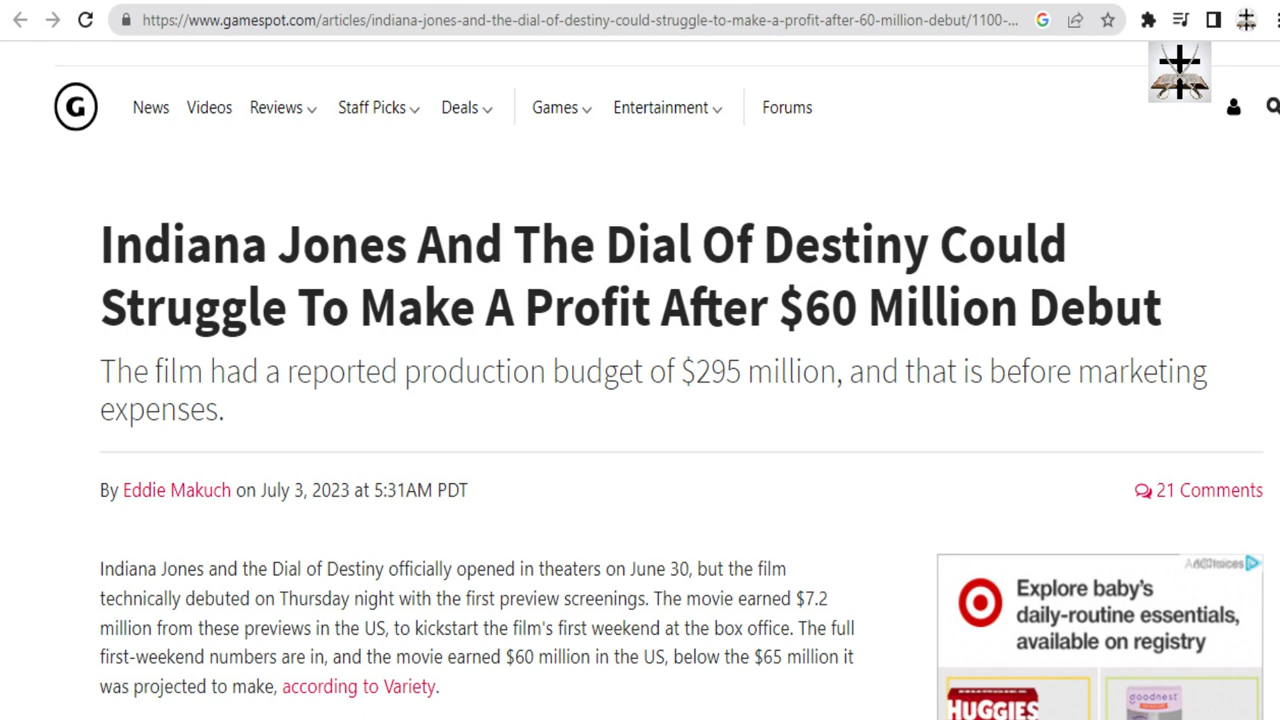 https://www.gamespot.com/articles/indiana-jones-and-the-dial-of-destiny-could-struggle-to-make-a-profit-after-60-million-debut/1100-...
G
News Videos Reviews Staff Picks Deals Games Entertainment Forums
Indiana Jones And The Dial Of Destiny Could
Struggle To Make A Profit After $60 Million Debut
The film had a reported production budget of $295 million, and that is before marketing
expenses.
By Eddie Makuch on July 3, 2023 at 5:31AM PDT
21 Comments
Indiana Jones and the Dial of Destiny officially opened in theaters on June 30, but the film
technically debuted on Thursday night with the first preview screenings. The movie earned $7.2
million from these previews in the US, to kickstart the film's first weekend at the box office. The full
first-weekend numbers are in, and the movie earned $60 million in the US, below the $65 million it
was projected to make, according to Variety.
Explore baby's
daily-routine essentials,
available on registry
HUGGIES
goodnest